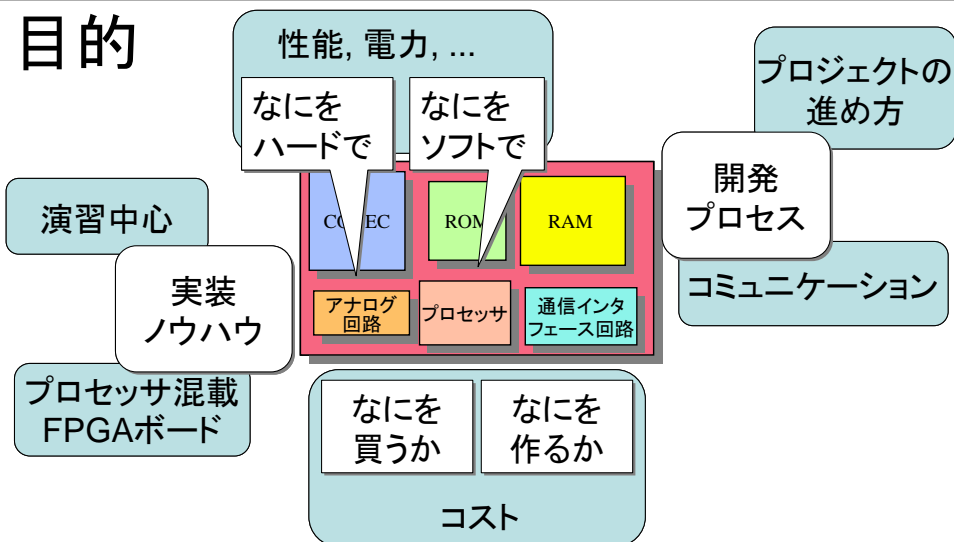 目的
性能, 電力, ...
なにを
ハードで
なにを
ソフトで
プロジェクトの
進め方
開発
プロセス
コミュニケーション
演習中心
実装
ノウハウ
プロセッサ混載
FPGAボード
ROM
RAM
アナログ
回路
プロセッサ
通信インタ
フェース回路
なにを
買うか
なにを
作るか
コスト